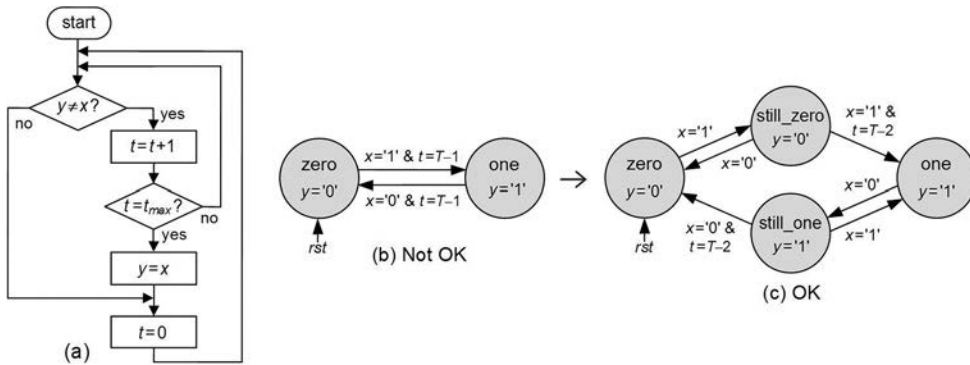 start
y≠x?
no
yes
t=t+1
t=tmax?
no
yes
y=x
t=0
(a)
zero
y='0'
rst
x='1' & t=T–1
x='0' & t=T–1
one
y='1'
(b) Not OK
zero
y='0'
rst
x='1'
x='0'
still_zero
y='0'
x='1' &
t=T–2
one
y='1'
x='0'
x='1'
still_one
y='1'
x='0' &
t=T–2
(c) OK